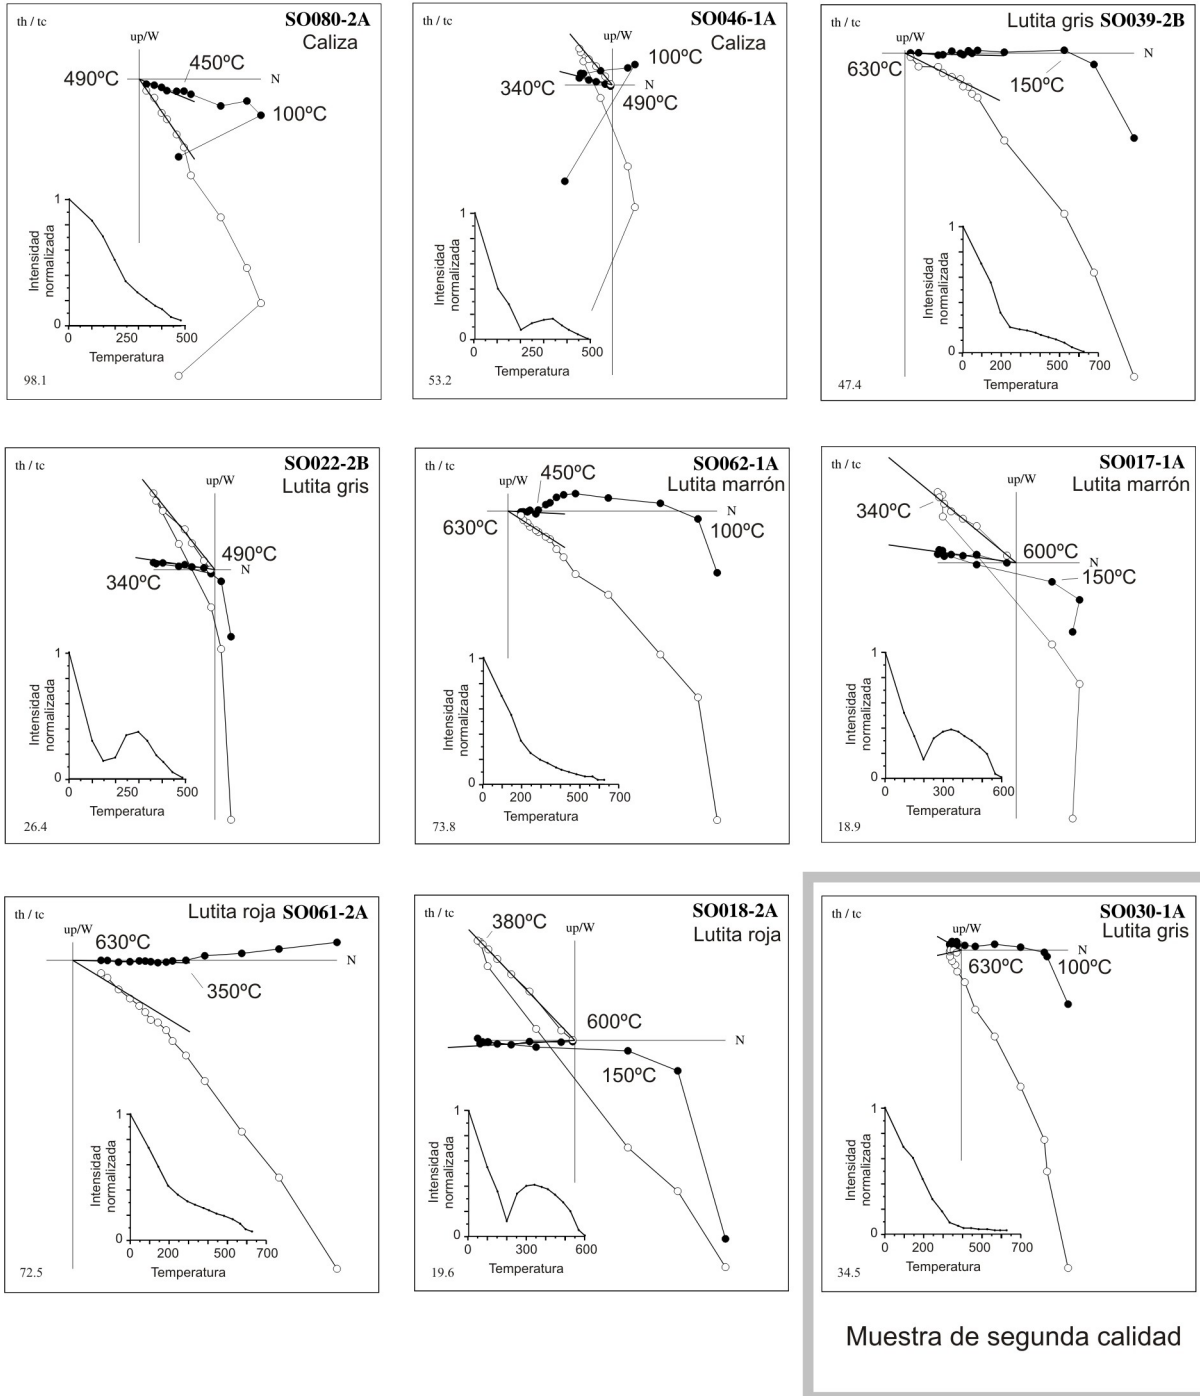 th / tc
SO080-2A
Caliza
up/W
450ºC
490ºC
N
100ºC
1
Intensidad
normalizada
0
0
250
500
Temperatura
98.1
th / tc
SO046-1A
Caliza
up/W
100ºC
N
340ºC
490ºC
1
Intensidad
normalizada
0
0
250
500
Temperatura
53.2
Lutita gris SO039-2B
th / tc
up/W
N
630ºC
150ºC
1
Intensidad
normalizada
0
0
200
400
700
Temperatura
47.4
th / tc
SO022-2B
Lutita gris
up/W
490ºC
N
340ºC
1
Intensidad
normalizada
0
0
250
500
Temperatura
26.4
th / tc
SO062-1A
Lutita marrón
up/W
450ºC
N
630ºC
100ºC
1
Intensidad
normalizada
0
0
200
400
700
Temperatura
73.8
th / tc
SO017-1A
Lutita marrón
up/W
340ºC
600ºC
N
150ºC
1
Intensidad
normalizada
0
0
300
600
Temperatura
18.9
Lutita roja SO061-2A
th / tc
up/W
630ºC
N
350ºC
1
Intensidad
normalizada
0
0
200
400
700
Temperatura
72.5
th / tc
SO018-2A
Lutita roja
380ºC
up/W
600ºC
N
150ºC
1
Intensidad
normalizada
0
0
300
600
Temperatura
19.6
th / tc
SO030-1A
Lutita gris
up/W
N
630ºC
100ºC
1
Intensidad
normalizada
0
0
200
400
700
Temperatura
34.5
Muestra de segunda calidad